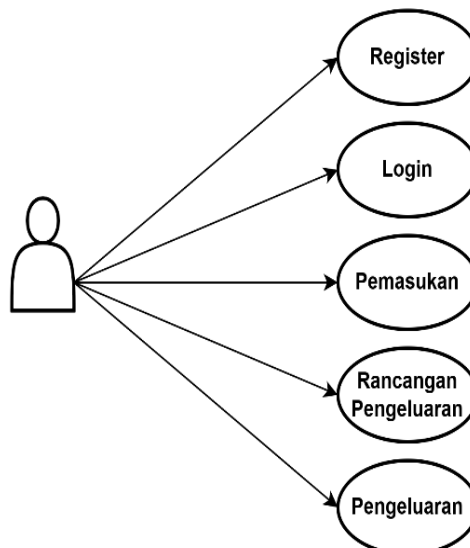 Register
Login
Pemasukan
Rancangan
Pengeluaran
Pengeluaran